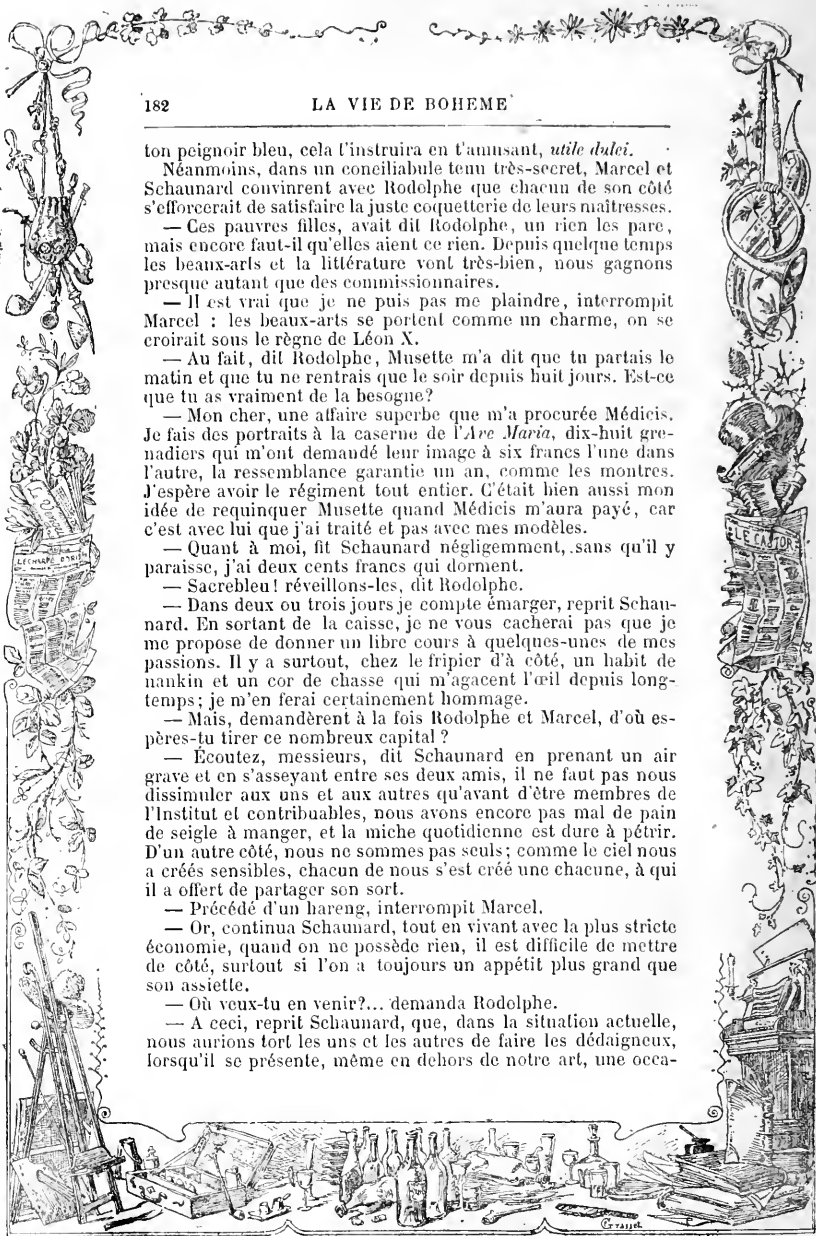 182 LA VIE DE BOHEME
ton peignoir bleu, cela t'instruira en t'amusant, utile dulci.
Néanmoins, dans un conciliabule tenu très-secret, Marcel et
Schaunard convinrent avec Rodolphe que chacun de son côté
s'efforcerait de satisfaire la juste coquetterie de leurs maîtresses.
— Ces pauvres filles, avait dit Rodolphe, un rien les pare,
mais encore faut-il qu'elles aient ce rien. Depuis quelque temps
les beaux-arts et la littérature vont très-bien, nous gagnons
presque autant que des commissionnaires.
— Il est vrai que je ne puis pas me plaindre, interrompit
Marcel : les beaux-arts se portent comme un charme, on se
croirait sous le règne de Léon X.
— Au fait, dit Rodolphe, Musette m'a dit que tu partais le
matin et que tu ne rentrais que le soir depuis huit jours. Est-ce
que tu as vraiment de la besogne?
— Mon cher, une affaire superbe que m'a procurée Médicis.
Je fais des portraits à la caserne de l'Ave Maria, dix-huit gre-
nadiers qui m'ont demandé leur image à six francs l'une dans
l'autre, la ressemblance garantie un an, comme les montres.
J'espère avoir le régiment tout entier. C'était bien aussi mon
idée de requinquer Musette quand Médicis m'aura payé, car
c'est avec lui que j'ai traité et pas avec mes modèles.
— Quant à moi, fit Schaunard négligemment, sans qu'il y
paraisse, j'ai deux cents francs qui dorment.
— Sacrebleu! réveillons-les, dit Rodolphe.
— Dans deux ou trois jours je compte émarger, reprit Schau-
nard. En sortant de la caisse, je ne vous cacherai pas que je
me propose de donner un libre cours à quelques-unes de mes
passions. Il y a surtout, chez le fripier d'à côté, un habit de
nankin et un cor de chasse qui m'agacent l'œil depuis long-
temps; je m'en ferai certainement hommage.
— Mais, demandèrent à la fois Rodolphe et Marcel, d'où es-
pères-tu tirer ce nombreux capital ?
— Écoutez, messieurs, dit Schaunard en prenant un air
grave et en s'asseyant entre ses deux amis, il ne faut pas nous
dissimuler aux uns et aux autres qu'avant d'être membres de
l'Institut et contribuables, nous avons encore pas mal de pain
de seigle à manger, et la miche quotidienne est dure à pétrir.
D'un autre côté, nous ne sommes pas seuls; comme le ciel nous
a créés sensibles, chacun de nous s'est créé une chacune, à qui
il a offert de partager son sort.
— Précédé d'un hareng, interrompit Marcel.
— Or, continua Schaunard, tout en vivant avec la plus stricte
économie, quand on ne possède rien, il est difficile de mettre
de côté, surtout si l'on a toujours un appétit plus grand que
son assiette.
— Où veux-tu en venir?... demanda Rodolphe.
— A ceci, reprit Schaunard, que, dans la situation actuelle,
nous aurions tort les uns et les autres de faire les dédaigneux,
lorsqu'il se présente, même en dehors de notre art, une occa-
LE CASTOR
Grasset